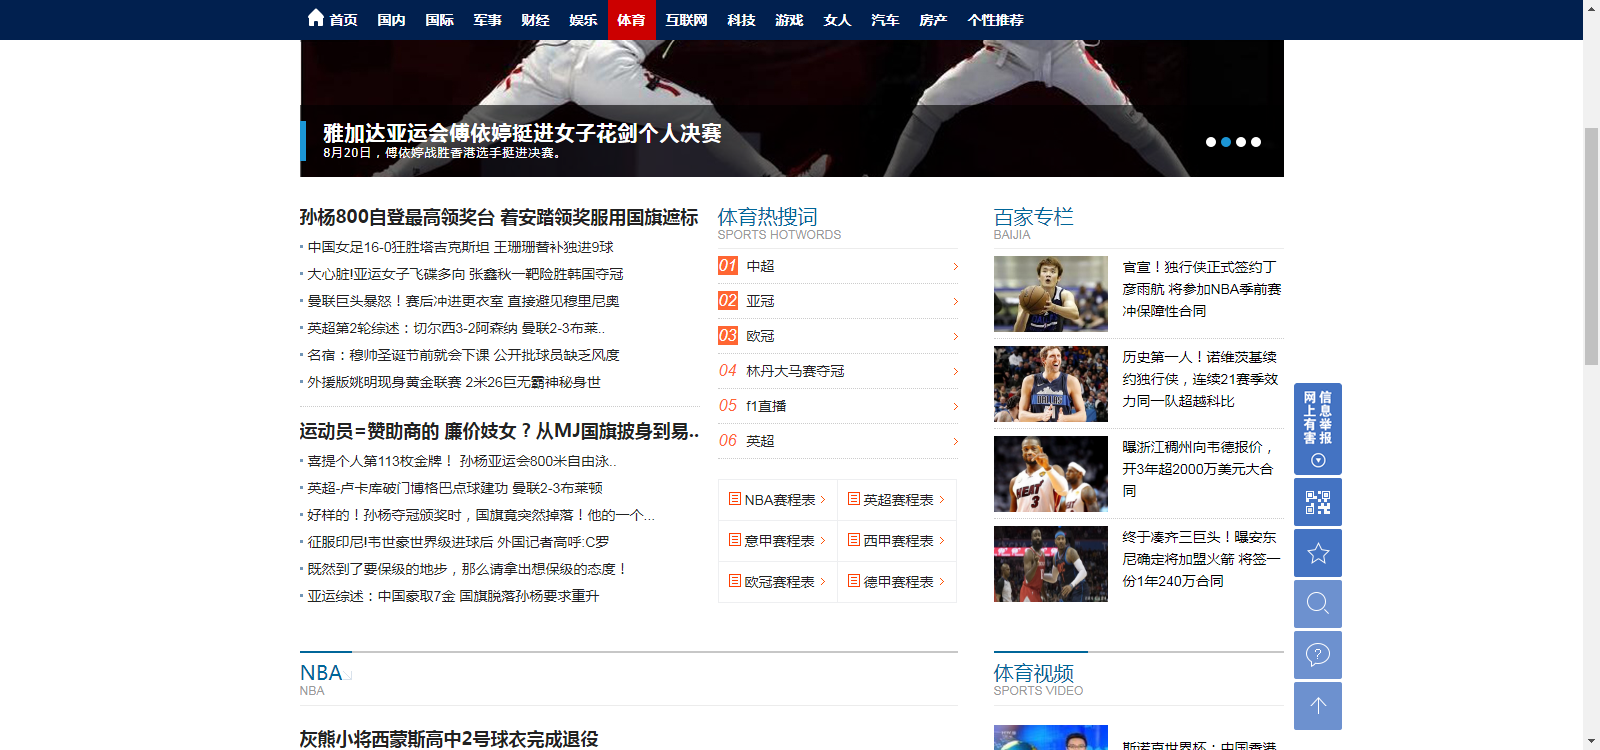 首页 国内 国际 军事 财经 娱乐 体育 互联网 科技 游戏 女人 汽车 房产 个性推荐
雅加达亚运会傅依婷挺进女子花剑个人决赛
8月20日，傅依婷战胜香港选手挺进决赛。
孙杨800自登最高领奖台 着安踏领奖服用国旗遮标
中国女足16-0狂胜塔吉克斯坦 王珊珊替补独进9球
大心脏!亚运女子飞碟多向 张鑫秋一靶险胜韩国夺冠
曼联巨头暴怒！赛后冲进更衣室 直接避见穆里尼奥
英超第2轮综述：切尔西3-2阿森纳 曼联2-3布莱..
名宿：穆帅圣诞节前就会下课 公开批球员缺乏风度
外援版姚明现身黄金联赛 2米26巨无霸神秘身世
运动员=赞助商的 廉价妓女？从MJ国旗披身到易..
喜提个人第113枚金牌！ 孙杨亚运会800米自由泳..
英超-卢卡库破门博格巴点球建功 曼联2-3布莱顿
好样的！孙杨夺冠颁奖时，国旗竟突然掉落！他的一个...
征服印尼!韦世豪世界级进球后 外国记者高呼:C罗
既然到了要保级的地步，那么请拿出想保级的态度！
亚运综述：中国豪取7金 国旗脱落孙杨要求重升
体育热搜词
SPORTS HOTWORDS
01 中超
02 亚冠
03 欧冠
04 林丹大马赛夺冠
05 f1直播
06 英超
NBA赛程表 英超赛程表
意甲赛程表 西甲赛程表
欧冠赛程表 德甲赛程表
百家专栏
BAIJIA
官宣！独行侠正式签约丁
彦雨航 将参加NBA季前赛
冲保障性合同
历史第一人！诺维茨基续
约独行侠，连续21赛季效
力同一队超越科比
曝浙江稠州向韦德报价，
开3年超2000万美元大合
同
终于凑齐三巨头！曝安东
尼确定将加盟火箭 将签一
份1年240万合同
网上有害
信息举报
NBA
NBA
灰熊小将西蒙斯高中2号球衣完成退役
体育视频
SPORTS VIDEO
斯诺克世界杯：中国香港